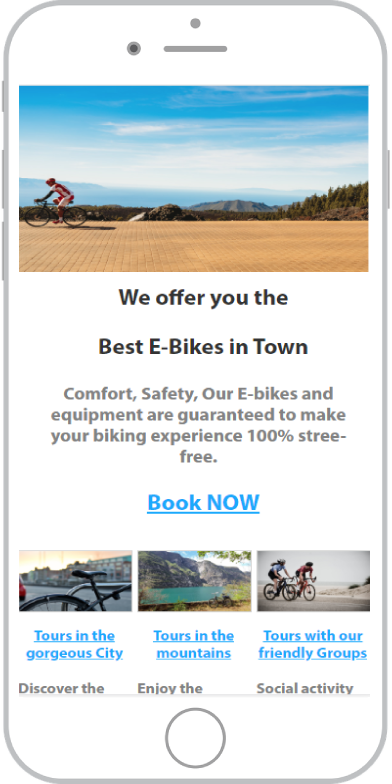 We offer you the
Best E-Bikes in Town
Comfort, Safety, Our E-bikes and
equipment are guaranteed to make
your biking experience 100% stree-
free.
Book NOW
Tours in the
gorgeous City
Tours in the
mountains
Tours with our
friendly Groups
Discover the
Enjoy the
Social activity